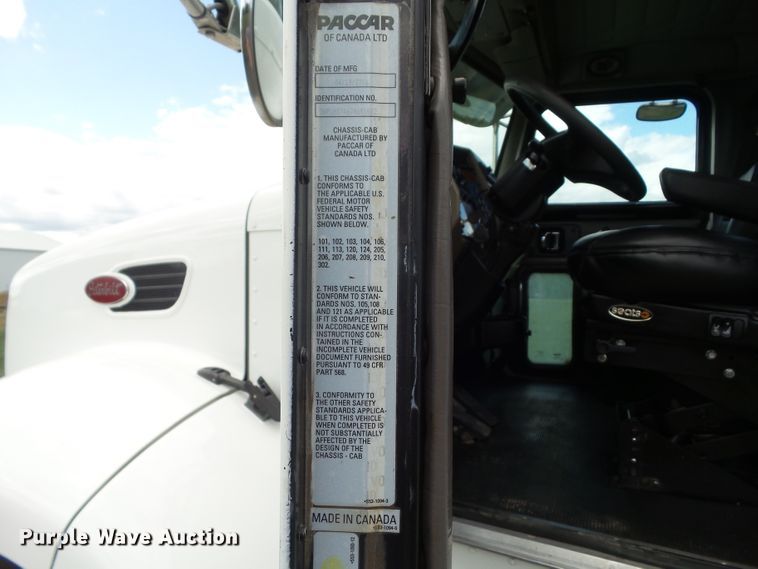 PACCAR
OF CANADA LTD
DATE OF MFG
IDENTIFICATION NO.
CHASSIS-CAB
MANUFACTURED BY
PACCAR OF
CANADA LTD
1. THIS CHASSIS-CAB
CONFORMS TO
THE APPLICABLE U.S.
FEDERAL MOTOR
VEHICLE SAFETY
STANDARDS NOS.
SHOWN BELOW.
101, 102, 103, 104, 106,
111, 113, 120, 124, 205,
206, 207, 208, 209, 210,
302.
2. THIS VEHICLE WILL
CONFORM TO STAN-
DARDS NOS. 105,108
AND 121 AS APPLICABLE
IF IT IS COMPLETED
IN ACCORDANCE WITH
INSTRUCTIONS CON-
TAINED IN THE
INCOMPLETE VEHICLE
DOCUMENT FURNISHED
PURSUANT TO 49 CFR
PART 568.
3. CONFORMITY TO
THE OTHER SAFETY
STANDARDS APPLICA-
BLE TO THIS VEHICLE
WHEN COMPLETED IS
NOT SUBSTANTIALLY
AFFECTED BY THE
DESIGN OF THE
CHASSIS - CAB
MADE IN CANADA
Peterbilt
seats
Purple Wave Auction